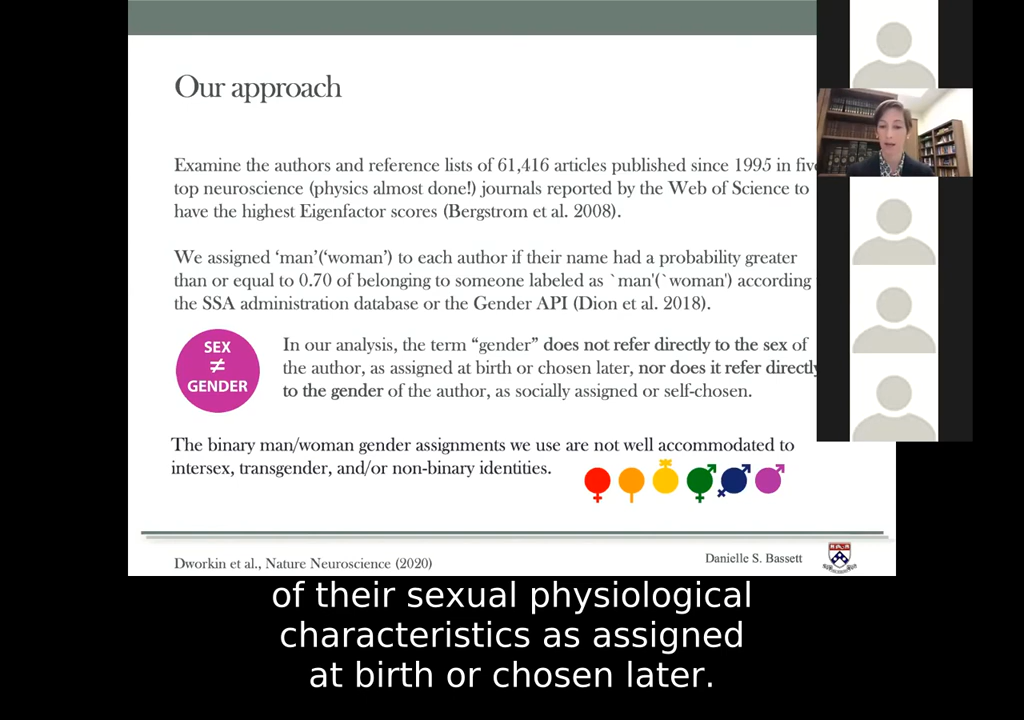 Our approach
Examine the authors and reference lists of 61,416 articles published since 1995 in five
top neuroscience (physics almost done!) journals reported by the Web of Science to
have the highest Eigenfactor scores (Bergstrom et al. 2008).
We assigned ‘man’(‘woman’) to each author if their name had a probability greater
than or equal to 0.70 of belonging to someone labeled as `man'(`woman') according
the SSA administration database or the Gender API (Dion et al. 2018).
SEX
≠
GENDER
In our analysis, the term “gender” does not refer directly to the sex of
the author, as assigned at birth or chosen later, nor does it refer directly
to the gender of the author, as socially assigned or self-chosen.
The binary man/woman gender assignments we use are not well accommodated to
intersex, transgender, and/or non-binary identities.
Dworkin et al., Nature Neuroscience (2020)
Danielle S. Bassett
of their sexual physiological
characteristics as assigned
at birth or chosen later.